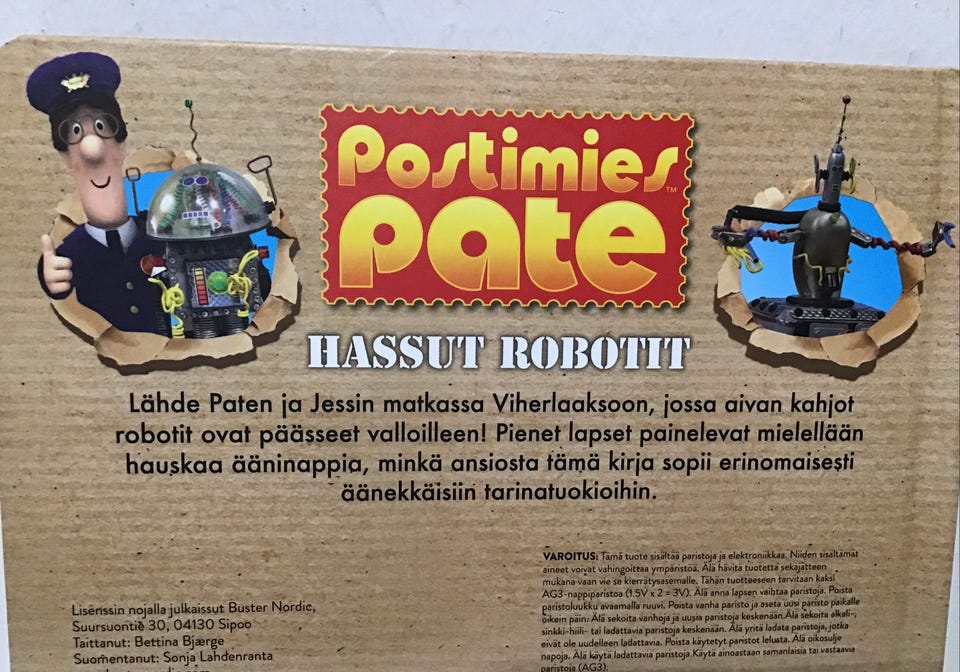 Postimies
Pate
TM
HASSUT ROBOTIT
Lähde Paten ja Jessin matkassa Viherlaaksoon, jossa aivan kahjot
robotit ovat päässeet valloilleen! Pienet lapset painelevat mielellään
hauskaa ääninappia, minkä ansiosta tämä kirja sopii erinomaisesti
äänekkäisiin tarinatuokioihin.
VAROITUS: Tämä tuote sisältää paristoja ja elektroniikkaa. Niiden sisältämät
aineet voivat vahingoittaa ympäristöä. Älä hävitä tuotetta sekajätteen
mukana vaan vie se kierrätysasemalle. Tähän tuotteeseen tarvitaan kaksi
AG3-nappiparistoa (1.5V x 2 = 3V). Älä anna lapsen vaihtaa paristoja. Poista
paristoluukku avaamalla ruuvi. Poista vanha paristo ja aseta uusi paristo paikalle
oikein päin. Älä sekoita vanhoja ja uusia paristoja keskenään. Älä sekoita alkali-,
sinkki-hiili- tai ladattavia paristoja keskenään. Älä yritä ladata paristoja, jotka
eivät ole uudelleen ladattavia. Poista käytetyt paristot lelusta. Älä oikosulje
napoja. Älä käytä ladattavia paristoja. Käytä ainoastaan samanlaisia tai vastaavia
paristoja (AG3).
Lisenssin nojalla julkaissut Buster Nordic,
Suursuontie 30, 04130 Sipoo
Taittanut: Bettina Bjærge
Suomentanut: Sonja Lahdenranta